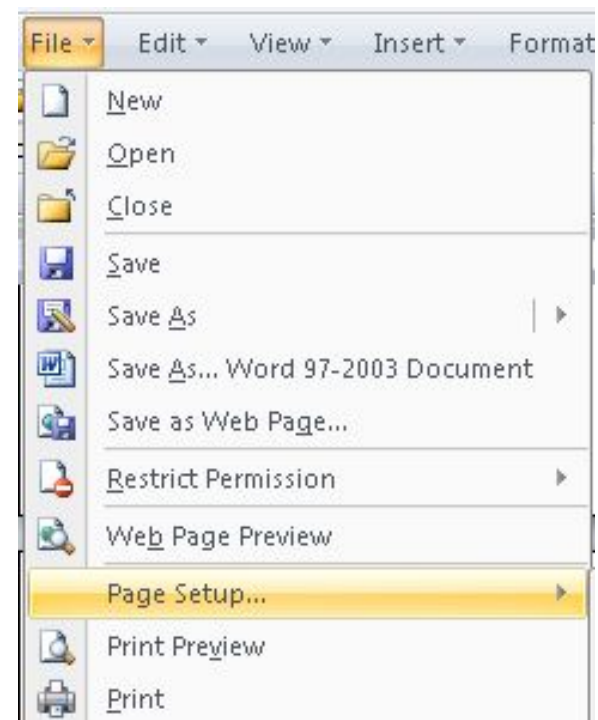 File Edit View Insert Format
New
Open
Close
Save
Save As
Save As... Word 97-2003 Document
Save as Web Page...
Restrict Permission
Web Page Preview
Page Setup...
Print Preview
Print